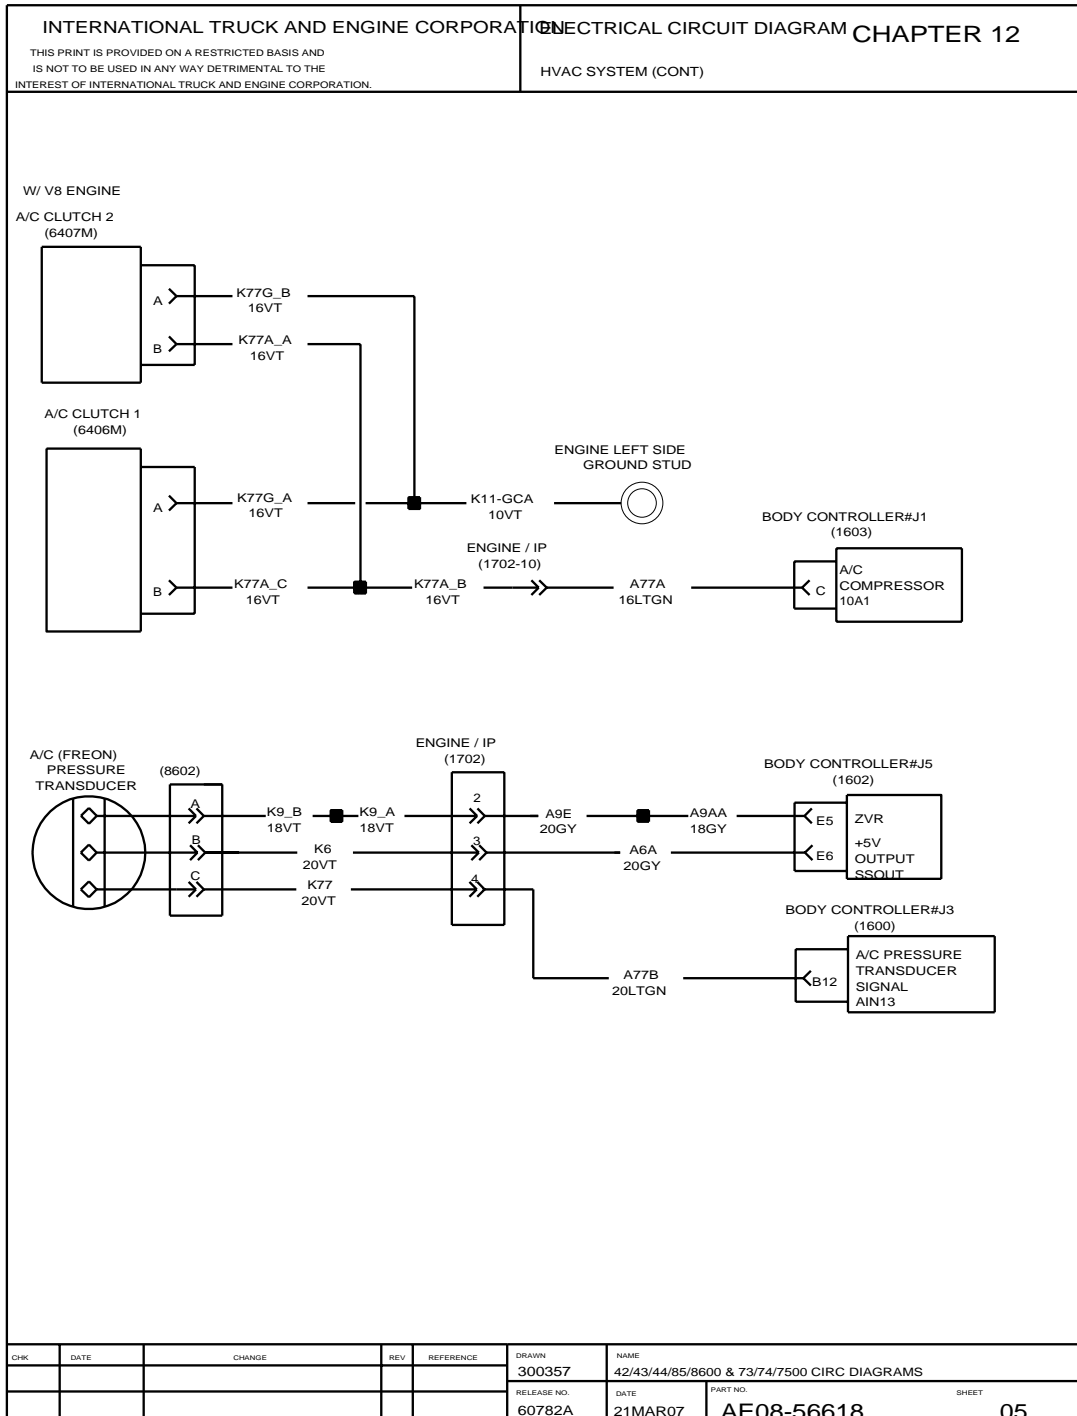 INTERNATIONAL TRUCK AND ENGINE CORPORATION
ELECTRICAL CIRCUIT DIAGRAM CHAPTER 12
THIS PRINT IS PROVIDED ON A RESTRICTED BASIS AND
IS NOT TO BE USED IN ANY WAY DETRIMENTAL TO THE
INTEREST OF INTERNATIONAL TRUCK AND ENGINE CORPORATION.
HVAC SYSTEM (CONT)
W/ V8 ENGINE
A/C CLUTCH 2
(6407M)
A
K77G_B
16VT
B
K77A_A
16VT
A/C CLUTCH 1
(6406M)
A
K77G_A
16VT
K11-GCA
10VT
ENGINE LEFT SIDE
GROUND STUD
B
K77A_C
16VT
K77A_B
16VT
ENGINE / IP
(1702-10)
A77A
16LTGN
BODY CONTROLLER#J1
(1603)
C
A/C
COMPRESSOR
10A1
A/C (FREON)
PRESSURE
TRANSDUCER
(8602)
ENGINE / IP
(1702)
BODY CONTROLLER#J5
(1602)
A
K9_B
18VT
K9_A
18VT
2
A9E
20GY
A9AA
18GY
E5
ZVR
B
K6
20VT
3
A6A
20GY
E6
+5V
OUTPUT
SSOUT
C
K77
20VT
4
BODY CONTROLLER#J3
(1600)
A77B
20LTGN
B12
A/C PRESSURE
TRANSDUCER
SIGNAL
AIN13
CHK
DATE
CHANGE
REV
REFERENCE
DRAWN
300357
NAME
42/43/44/85/8600 & 73/74/7500 CIRC DIAGRAMS
RELEASE NO.
60782A
DATE
21MAR07
PART NO.
AE08-56618
SHEET
05